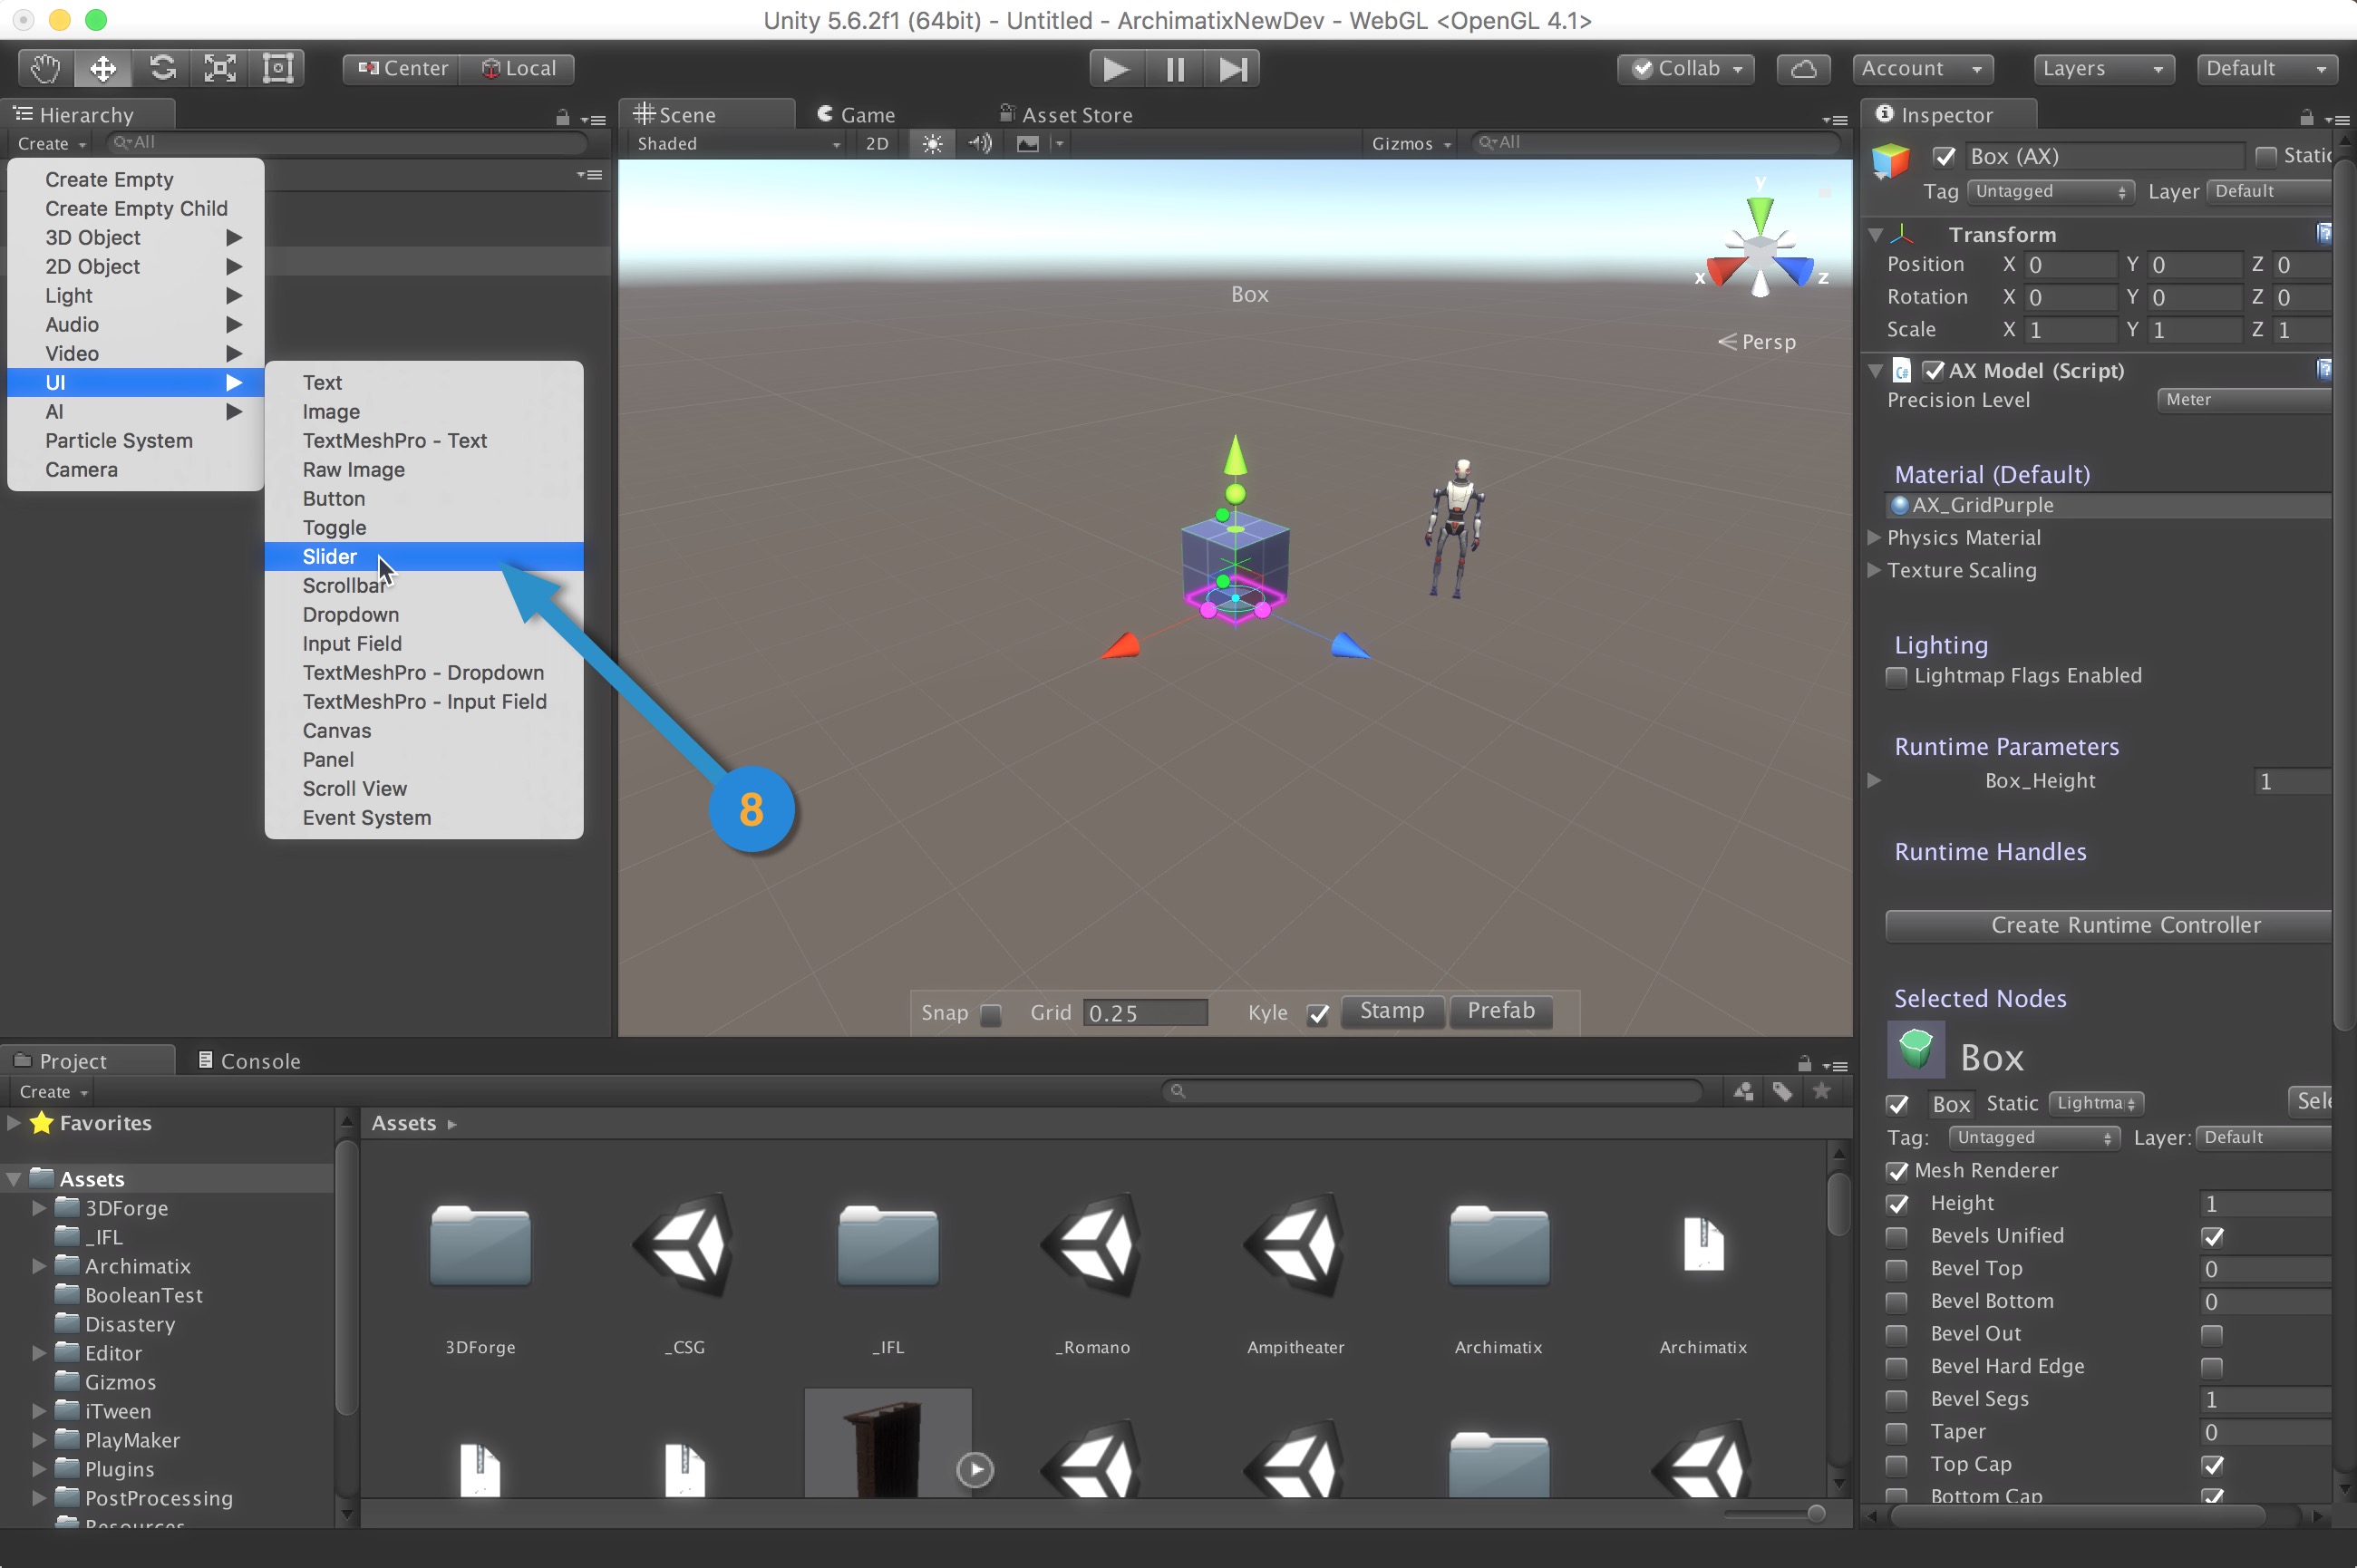 Unity 5.6.2f1 (64bit) - Untitled - ArchimatixNewDev - WebGL <OpenGL 4.1>
Center Local Collab Account Layers Default
Hierarchy
Create All
Create Empty
Create Empty Child
3D Object
2D Object
Light
Audio
Video
UI
AI
Particle System
Camera
Text
Image
TextMeshPro - Text
Raw Image
Button
Toggle
Slider
Scrollbar
Dropdown
Input Field
TextMeshPro - Dropdown
TextMeshPro - Input Field
Canvas
Panel
Scroll View
Event System
8
Scene Game Asset Store
Shaded 2D Gizmos All
y
x z
Persp
Box
Snap Grid 0.25 Kyle Stamp Prefab
Inspector
Box (AX) Static
Tag Untagged Layer Default
Transform
Position X 0 Y 0 Z 0
Rotation X 0 Y 0 Z 0
Scale X 1 Y 1 Z 1
C# AX Model (Script)
Precision Level Meter
Material (Default)
AX_GridPurple
Physics Material
Texture Scaling
Lighting
Lightmap Flags Enabled
Runtime Parameters
Box_Height 1
Runtime Handles
Create Runtime Controller
Selected Nodes
Box
Box Static Lightma Sele
Tag: Untagged Layer: Default
Mesh Renderer
Height 1
Bevels Unified
Bevel Top 0
Bevel Bottom 0
Bevel Out
Bevel Hard Edge
Bevel Segs 1
Taper 0
Top Cap
Bottom Cap
Project Console
Create
Favorites
Assets
3DForge
_IFL
Archimatix
BooleanTest
Disastery
Editor
Gizmos
iTween
PlayMaker
Plugins
PostProcessing
Resources
Assets
3DForge _CSG _IFL _Romano Ampitheater Archimatix Archimatix